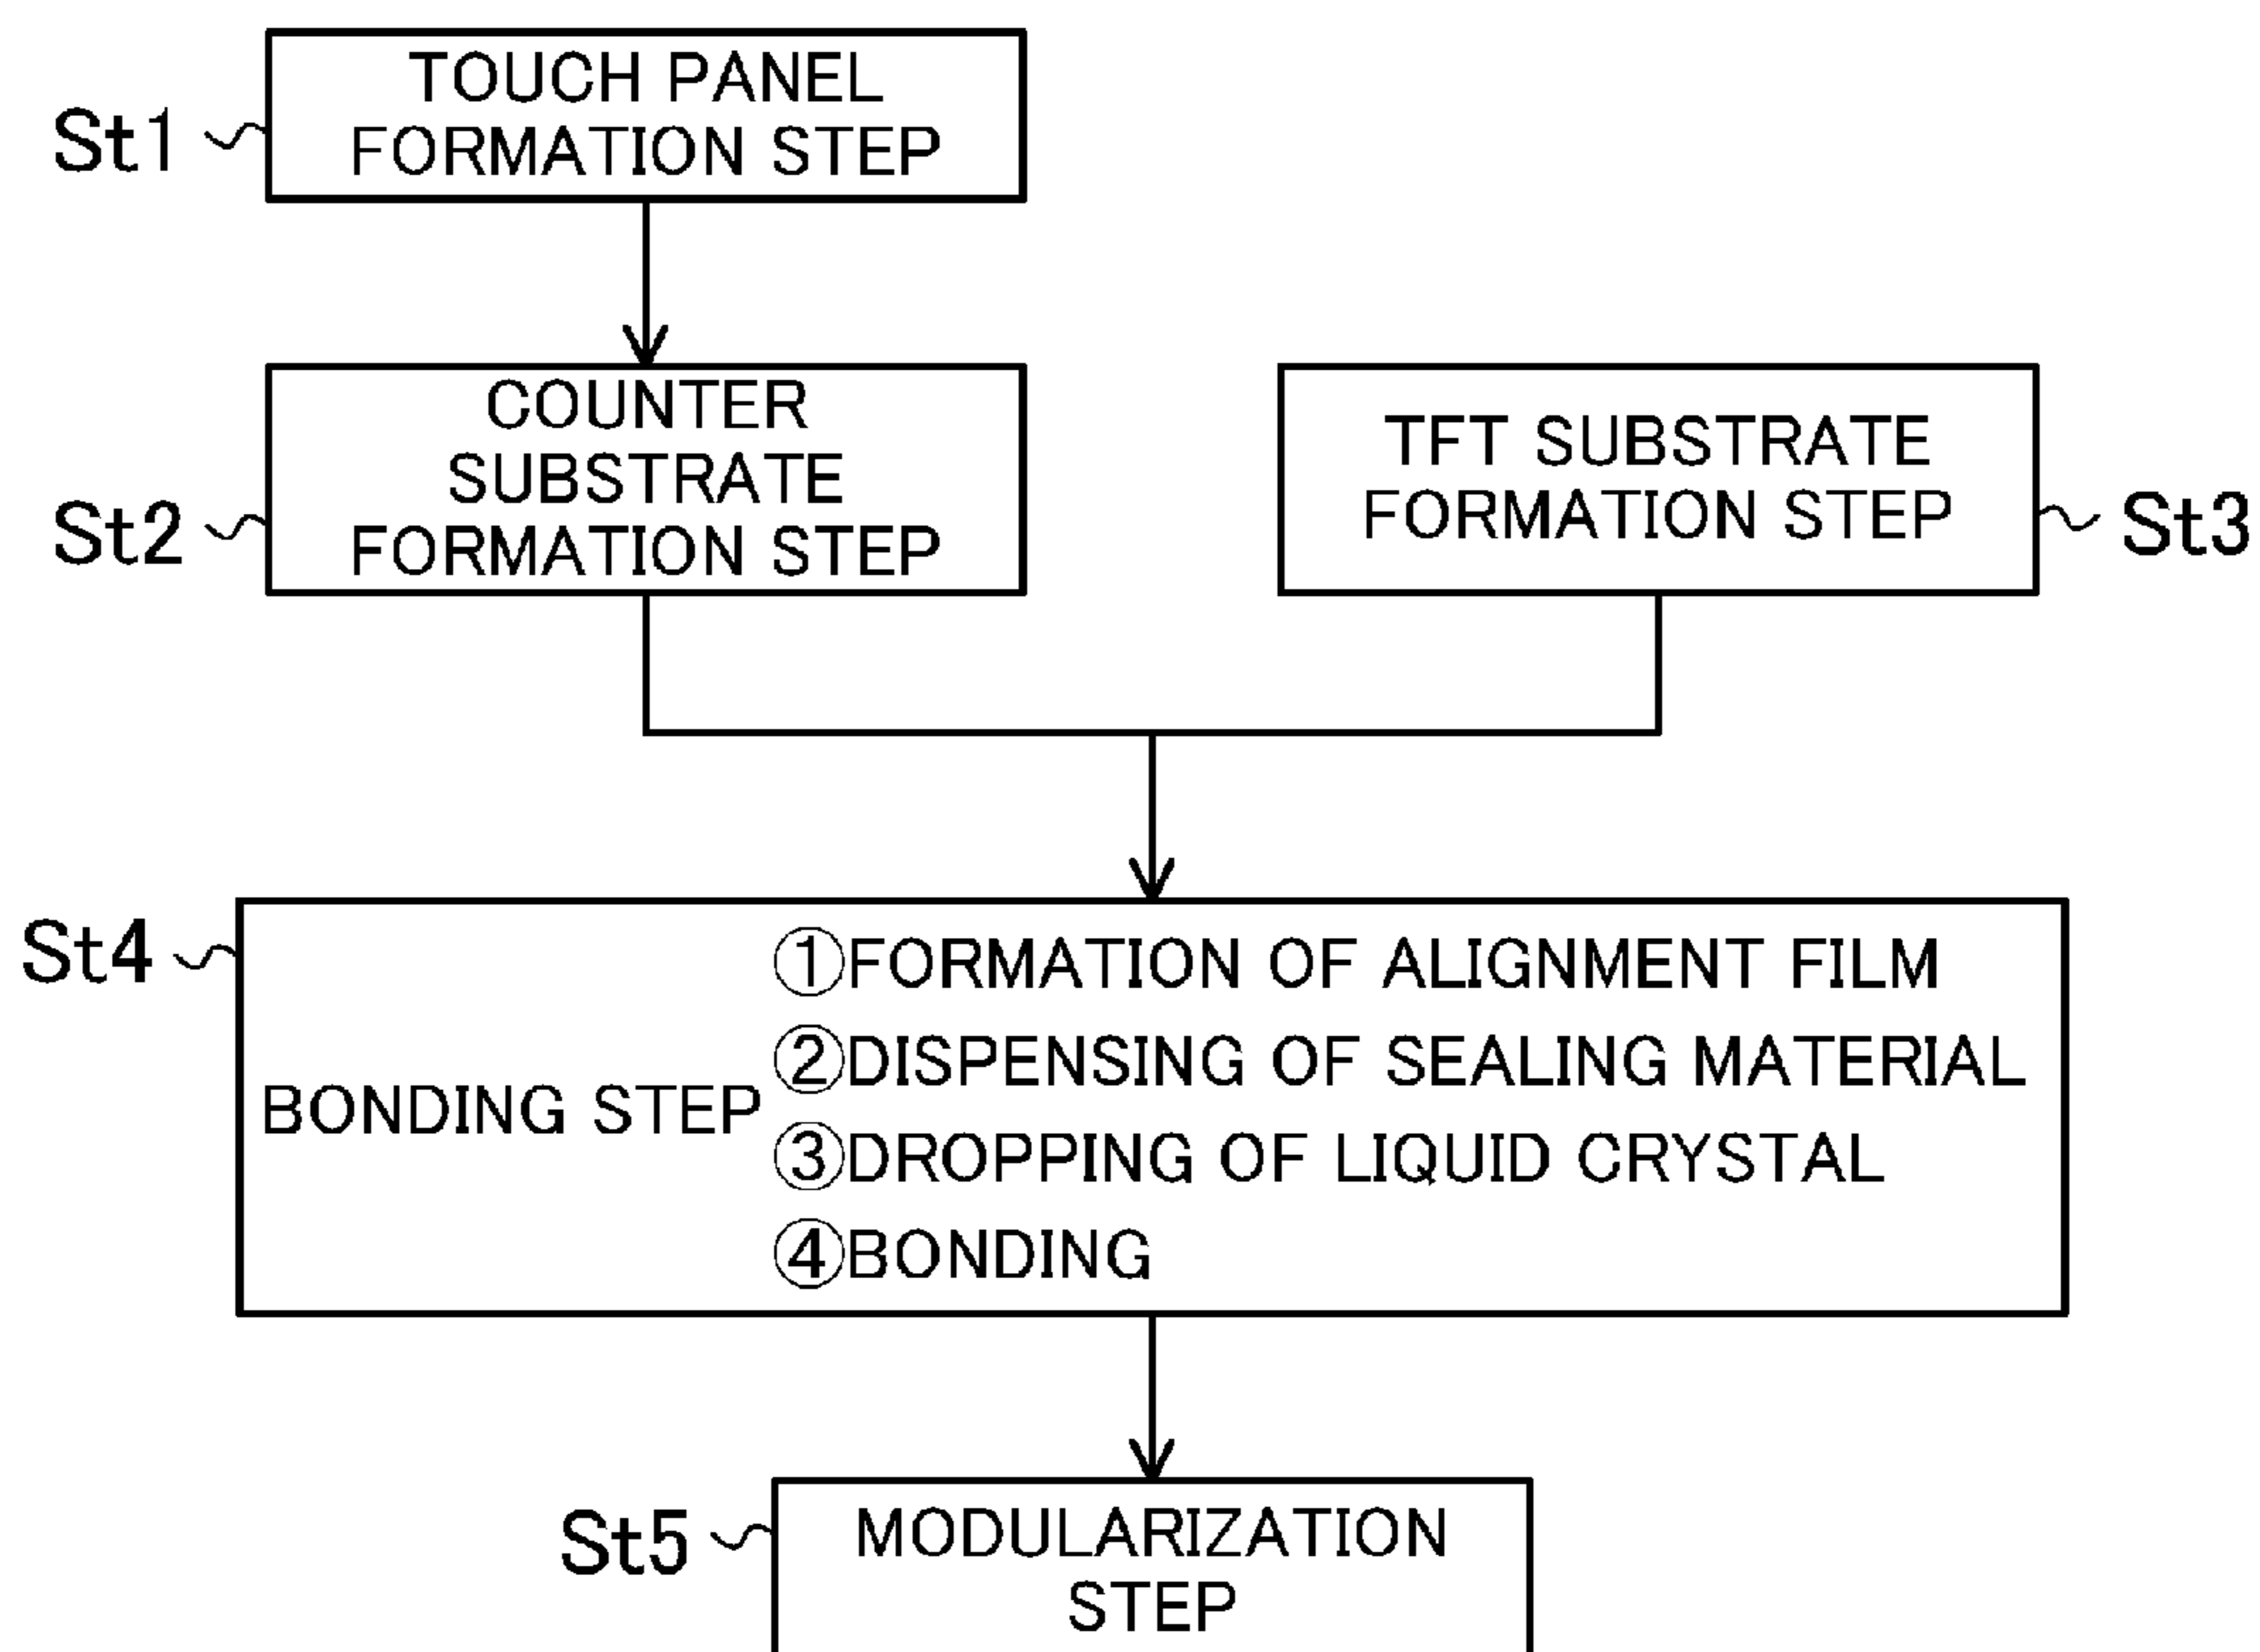 St1
TOUCH PANEL
FORMATION STEP
St2
COUNTER
SUBSTRATE
FORMATION STEP
TFT SUBSTRATE
FORMATION STEP
St3
St4
BONDING STEP
①FORMATION OF ALIGNMENT FILM
②DISPENSING OF SEALING MATERIAL
③DROPPING OF LIQUID CRYSTAL
④BONDING
St5
MODULARIZATION
STEP